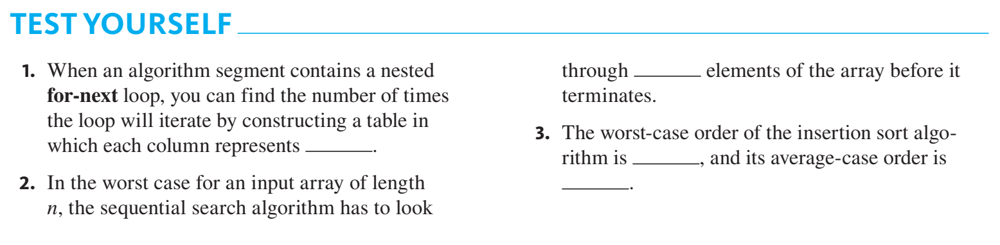 TEST YOURSELF
1. When an algorithm segment contains a nested
for-next loop, you can find the number of times
the loop will iterate by constructing a table in
which each column represents ______.
2. In the worst case for an input array of length
n, the sequential search algorithm has to look
through ______ elements of the array before it
terminates.
3. The worst-case order of the insertion sort algo-
rithm is ______, and its average-case order is
______.